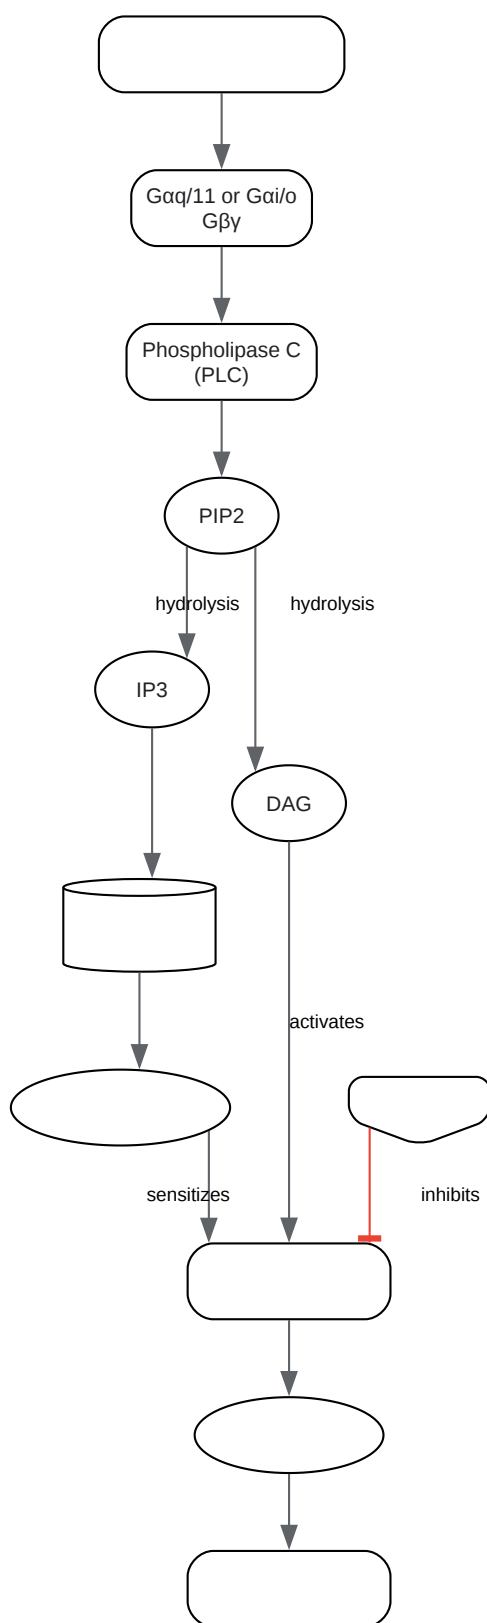 Gαq/11 or Gαi/o
Gβγ
Phospholipase C
(PLC)
PIP2
hydrolysis
hydrolysis
IP3
DAG
activates
sensitizes
inhibits